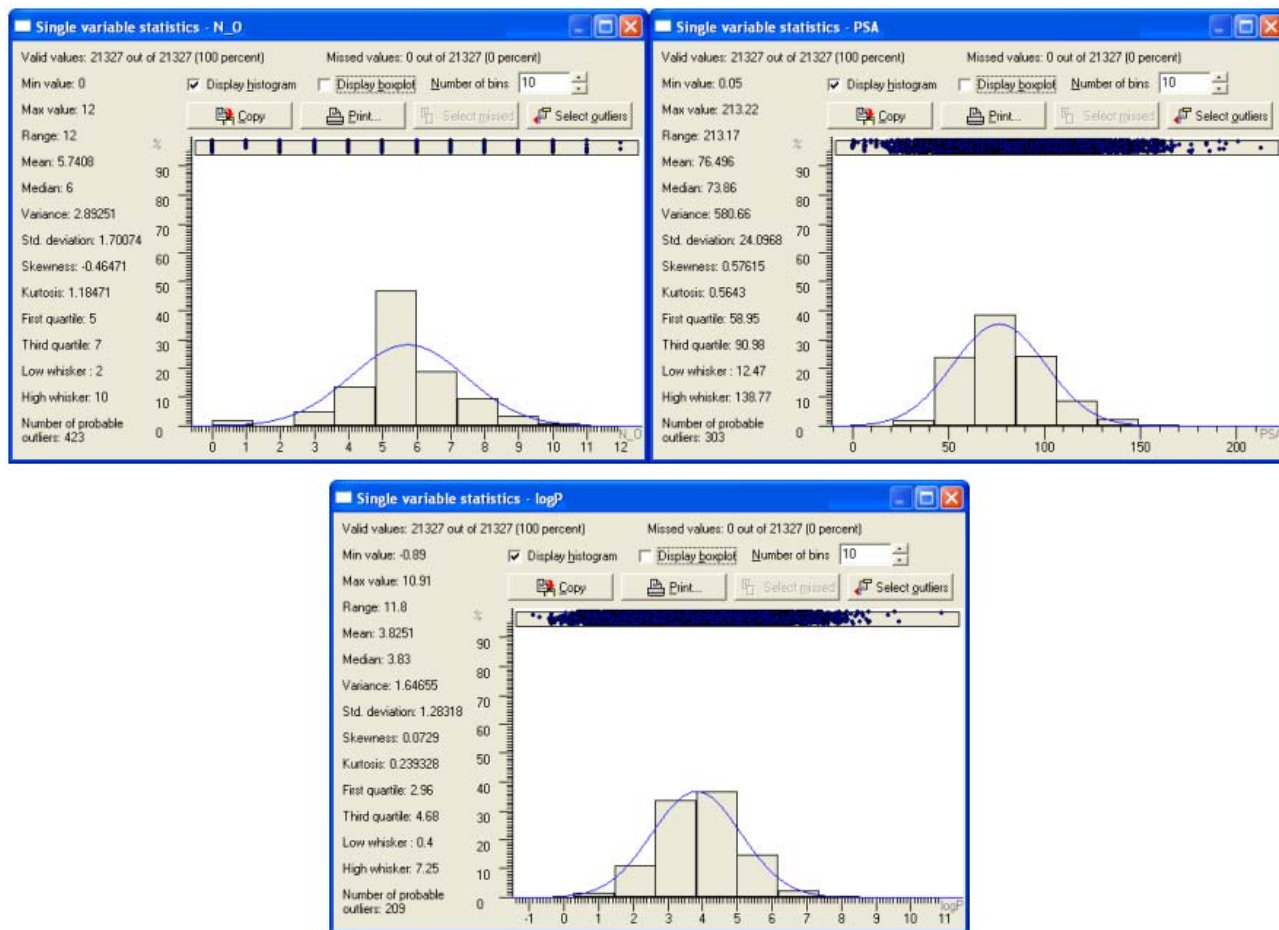 Single variable statistics - N_O
Valid values: 21327 out of 21327 (100 percent) Missed values: 0 out of 21327 (0 percent)
Min value: 0
Display histogram Display boxplot Number of bins 10
Max value: 12
Copy Print... Select missed Select outliers
Range: 12
Mean: 5.7408
Median: 6
Variance: 2.89251
Std. deviation: 1.70074
Skewness: -0.46471
Kurtosis: 1.18471
First quartile: 5
Third quartile: 7
Low whisker : 2
High whisker: 10
Number of probable
outliers: 423
%
90
80
70
60
50
40
30
20
10
0
0 1 2 3 4 5 6 7 8 9 10 11 12
N_O
Single variable statistics - PSA
Valid values: 21327 out of 21327 (100 percent) Missed values: 0 out of 21327 (0 percent)
Min value: 0.05
Display histogram Display boxplot Number of bins 10
Max value: 213.22
Copy Print... Select missed Select outliers
Range: 213.17
Mean: 76.496
Median: 73.86
Variance: 580.66
Std. deviation: 24.0968
Skewness: 0.57615
Kurtosis: 0.5643
First quartile: 58.95
Third quartile: 90.98
Low whisker : 12.47
High whisker: 138.77
Number of probable
outliers: 303
%
90
80
70
60
50
40
30
20
10
0
0 50 100 150 200
PSA
Single variable statistics - logP
Valid values: 21327 out of 21327 (100 percent) Missed values: 0 out of 21327 (0 percent)
Min value: -0.89
Display histogram Display boxplot Number of bins 10
Max value: 10.91
Copy Print... Select missed Select outliers
Range: 11.8
Mean: 3.8251
Median: 3.83
Variance: 1.64655
Std. deviation: 1.28318
Skewness: 0.0729
Kurtosis: 0.239328
First quartile: 2.96
Third quartile: 4.68
Low whisker : 0.4
High whisker: 7.25
Number of probable
outliers: 209
%
90
80
70
60
50
40
30
20
10
0
-1 0 1 2 3 4 5 6 7 8 9 10 11
logP